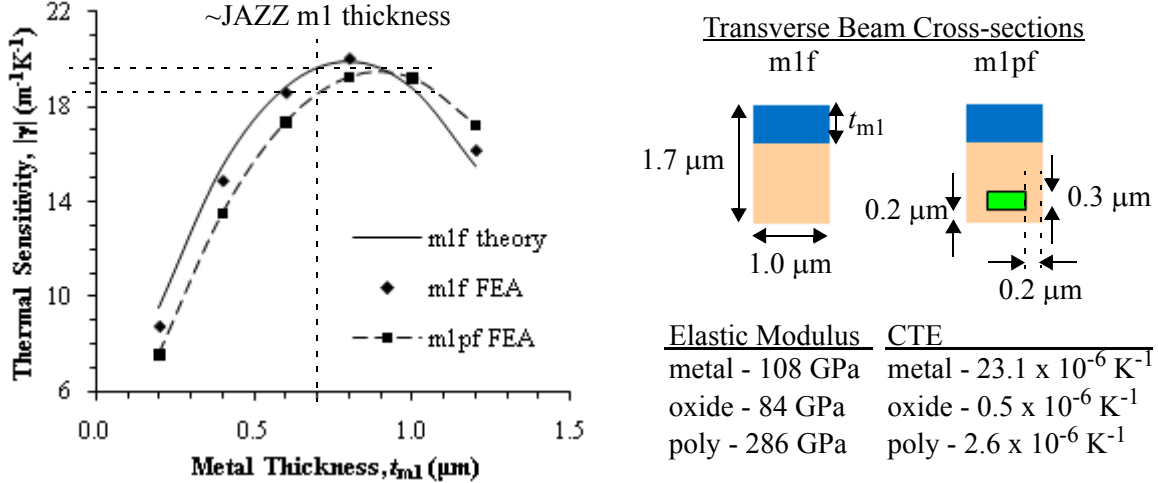 ~JAZZ m1 thickness
Thermal Sensitivity, |γ| (m⁻¹K⁻¹)
22
18
14
10
6
0.0
0.5
1.0
1.5
Metal Thickness, tm1 (μm)
m1f theory
m1f FEA
m1pf FEA
Transverse Beam Cross-sections
m1f
m1pf
tm1
1.7 μm
0.2 μm
0.3 μm
1.0 μm
0.2 μm
Elastic Modulus
metal - 108 GPa
oxide - 84 GPa
poly - 286 GPa
CTE
metal - 23.1 x 10⁻⁶ K⁻¹
oxide - 0.5 x 10⁻⁶ K⁻¹
poly - 2.6 x 10⁻⁶ K⁻¹